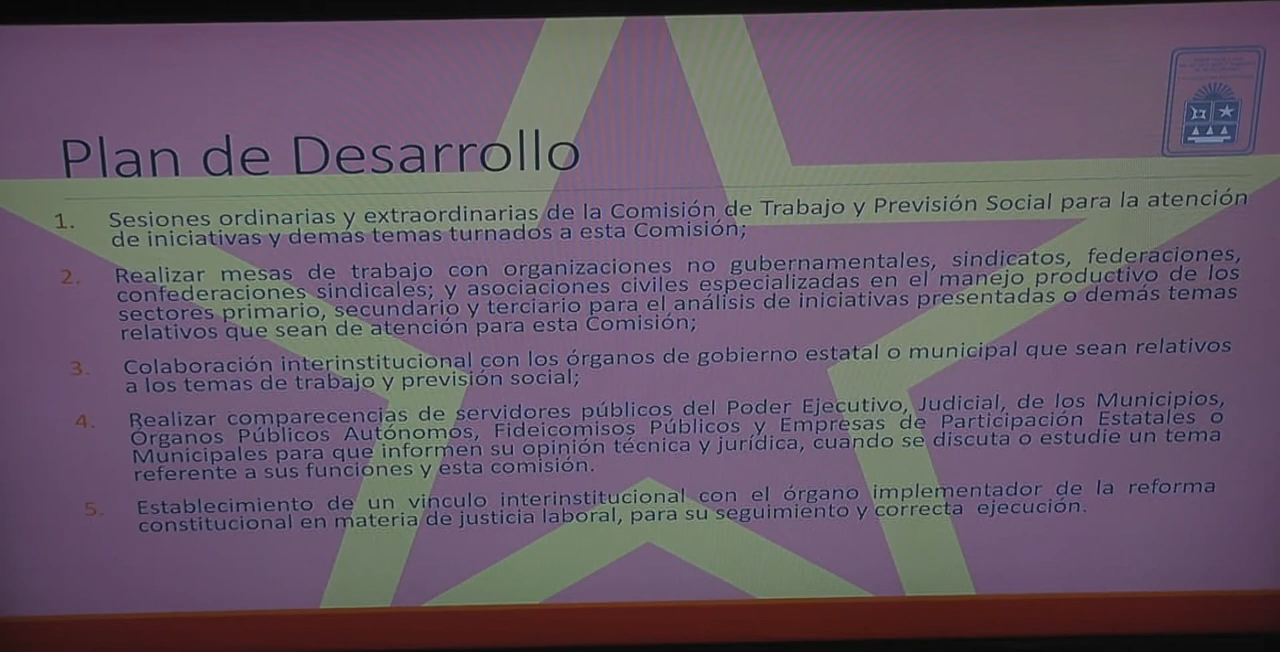 Plan de Desarrollo
1. Sesiones ordinarias y extraordinarias de la Comisión de Trabajo y Previsión Social para la atención
de iniciativas y demás temas turnados a esta Comisión;
2. Realizar mesas de trabajo con organizaciones no gubernamentales, sindicatos, federaciones,
confederaciones sindicales; y asociaciones civiles especializadas en el manejo productivo de los
sectores primario, secundario y terciario para el análisis de iniciativas presentadas o demás temas
relativos que sean de atención para esta Comisión;
3. Colaboración interinstitucional con los órganos de gobierno estatal o municipal que sean relativos
a los temas de trabajo y previsión social;
4. Realizar comparecencias de servidores públicos del Poder Ejecutivo, Judicial, de los Municipios,
Órganos Públicos Autónomos, Fideicomisos Públicos y Empresas de Participación Estatales o
Municipales para que informen su opinión técnica y jurídica, cuando se discuta o estudie un tema
referente a sus funciones y esta comisión.
5. Establecimiento de un vinculo interinstitucional con el órgano implementador de la reforma
constitucional en materia de justicia laboral, para su seguimiento y correcta ejecución.